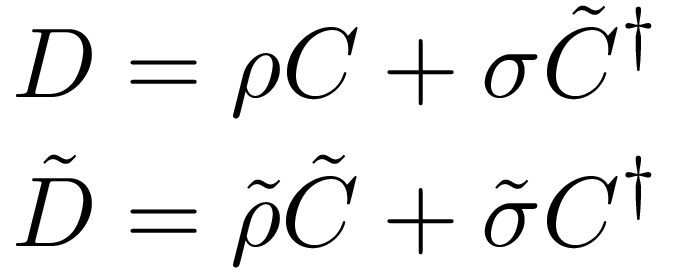 D = ρC + σC̃†
D̃ = ρ̃C̃ + σ̃C†